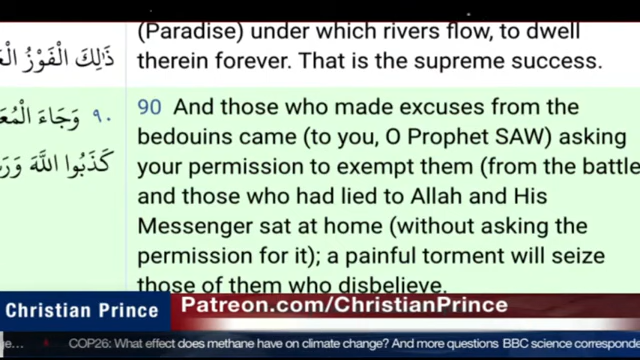 (Paradise) under which rivers flow, to dwell
ذَٰلِكَ الْفَوْزُ
therein forever. That is the supreme success.
٩٠ وَجَاءَ
90 And those who made excuses from the
bedouins came (to you, O Prophet SAW) asking
كَذَبُوا اللَّهَ
your permission to exempt them (from the battle
and those who had lied to Allah and His
Messenger sat at home (without asking the
permission for it); a painful torment will seize
those of them who disbelieve.
Christian Prince
Patreon.com/ChristianPrince
COP26: What effect does methane have on climate change? And more questions BBC science corresponde